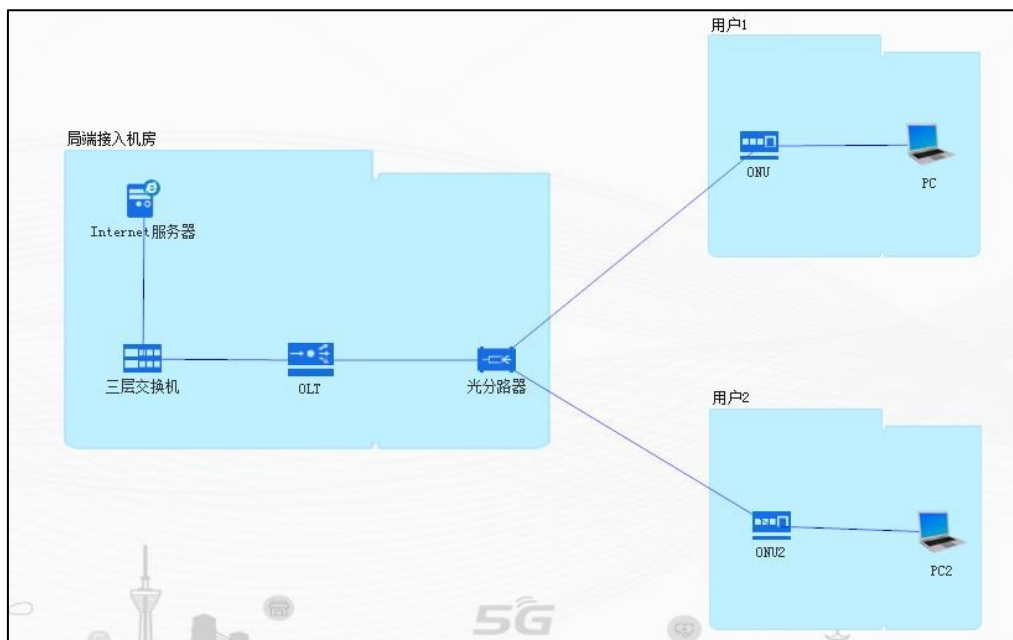 用户1
局端接入机房
ONU
PC
Internet服务器
三层交换机
OLT
光分路器
用户2
ONU2
PC2
5G